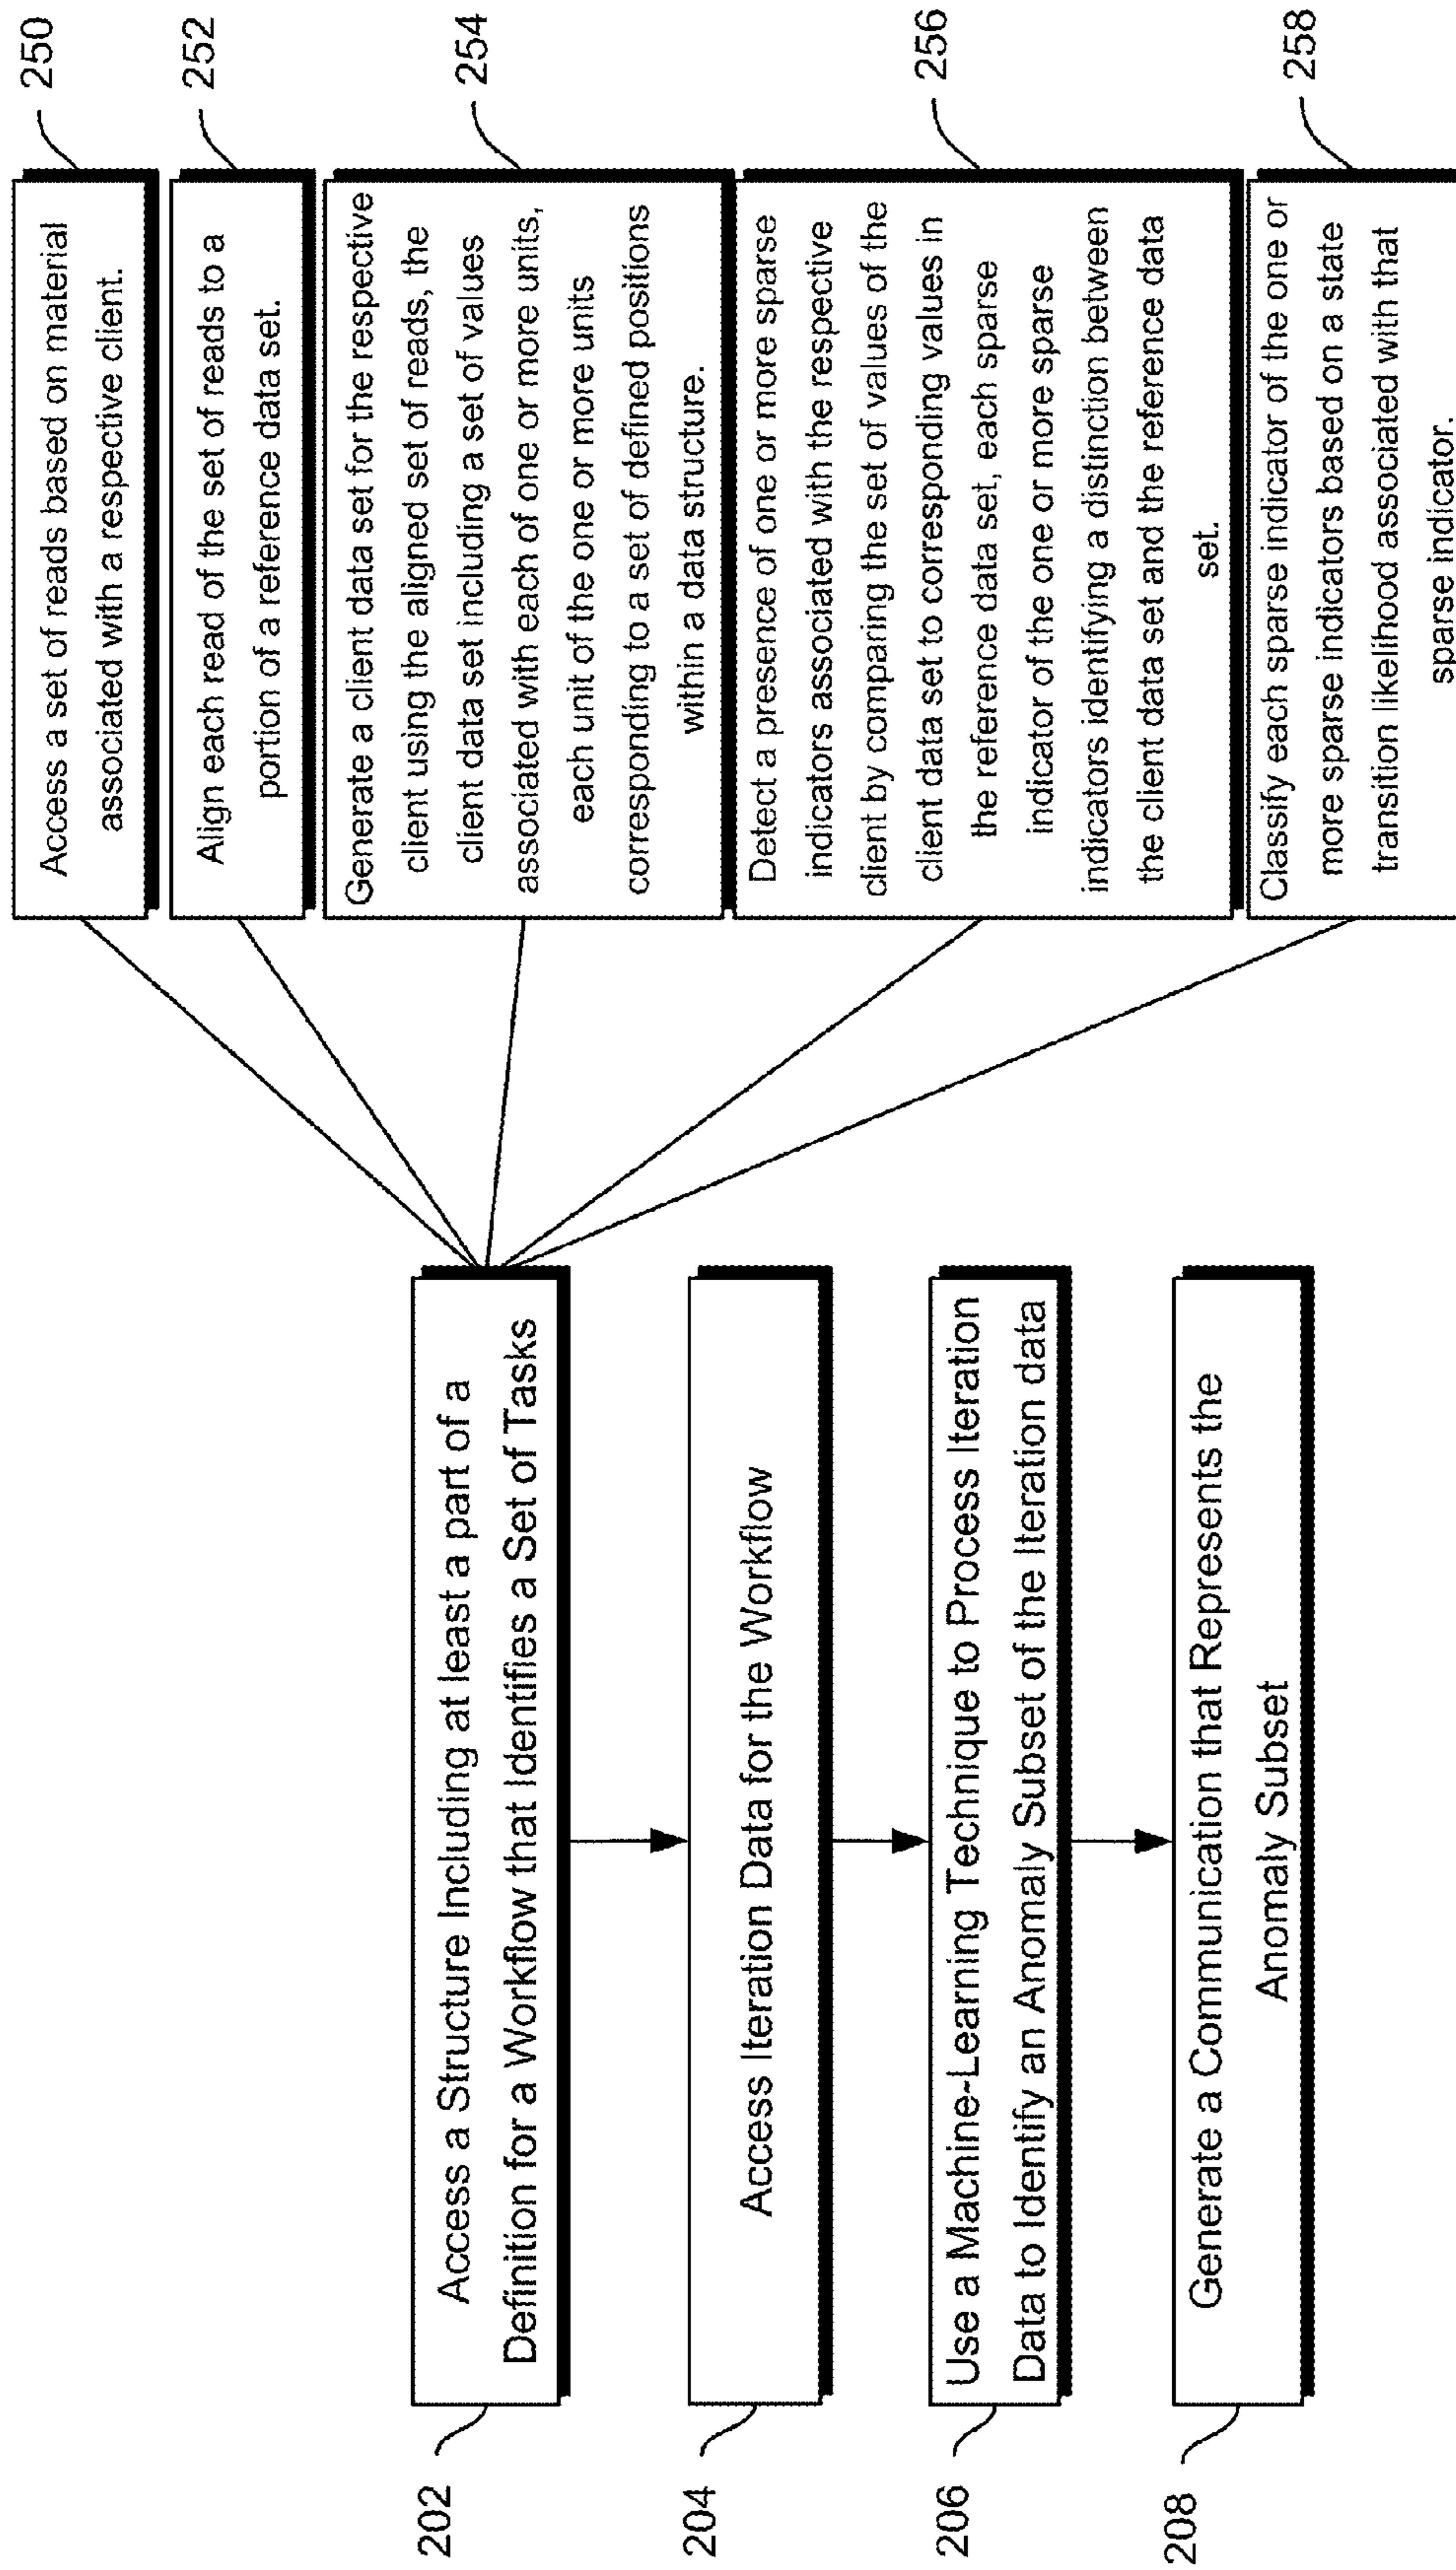 202
Access a Structure Including at least a part of a
Definition for a Workflow that Identifies a Set of Tasks
204
Access Iteration Data for the Workflow
206
Use a Machine-Learning Technique to Process Iteration
Data to Identify an Anomaly Subset of the Iteration data
208
Generate a Communication that Represents the
Anomaly Subset
Access a set of reads based on material
associated with a respective client.
250
Align each read of the set of reads to a
portion of a reference data set.
252
Generate a client data set for the respective
client using the aligned set of reads, the
client data set including a set of values
associated with each of one or more units,
each unit of the one or more units
corresponding to a set of defined positions
within a data structure.
254
Detect a presence of one or more sparse
indicators associated with the respective
client by comparing the set of values of the
client data set to corresponding values in
the reference data set, each sparse
indicator of the one or more sparse
indicators identifying a distinction between
the client data set and the reference data
set.
256
Classify each sparse indicator of the one or
more sparse indicators based on a state
transition likelihood associated with that
sparse indicator.
258